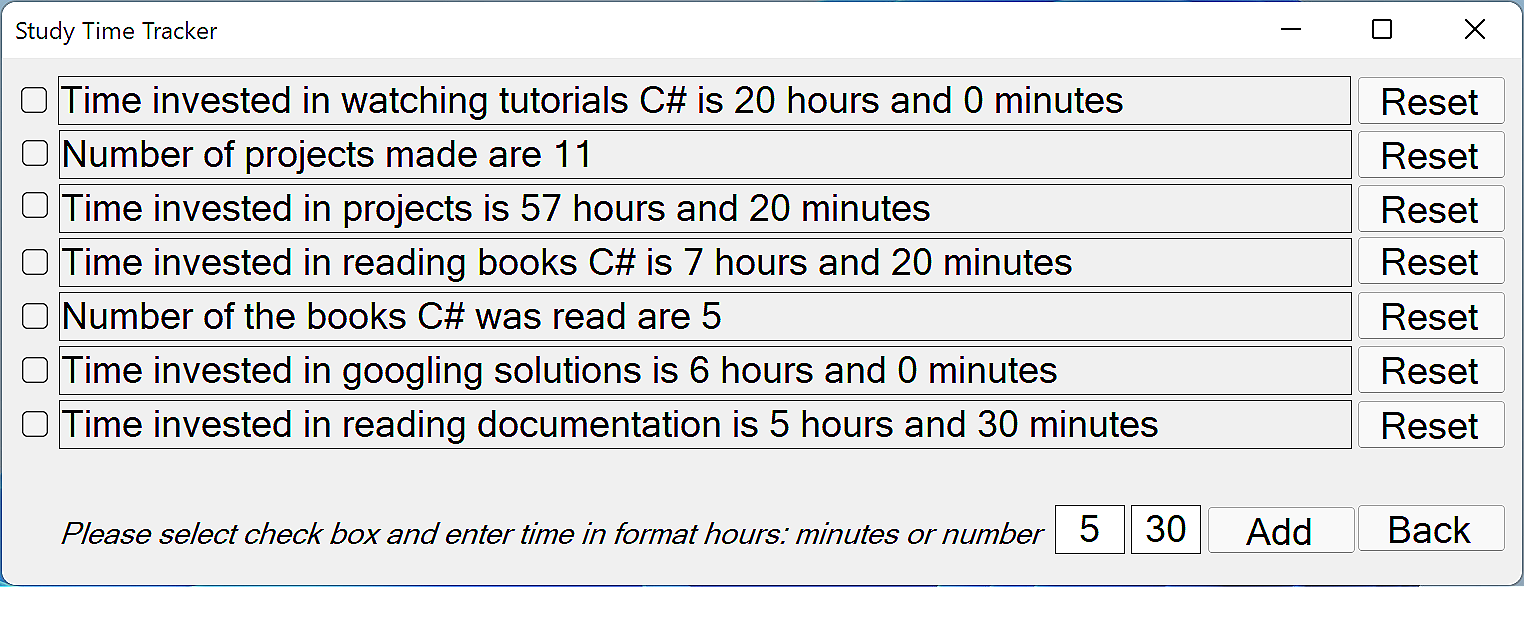 Study Time Tracker
Time invested in watching tutorials C# is 20 hours and 0 minutes Reset
Number of projects made are 11 Reset
Time invested in projects is 57 hours and 20 minutes Reset
Time invested in reading books C# is 7 hours and 20 minutes Reset
Number of the books C# was read are 5 Reset
Time invested in googling solutions is 6 hours and 0 minutes Reset
Time invested in reading documentation is 5 hours and 30 minutes Reset
Please select check box and enter time in format hours: minutes or number 5 30 Add Back